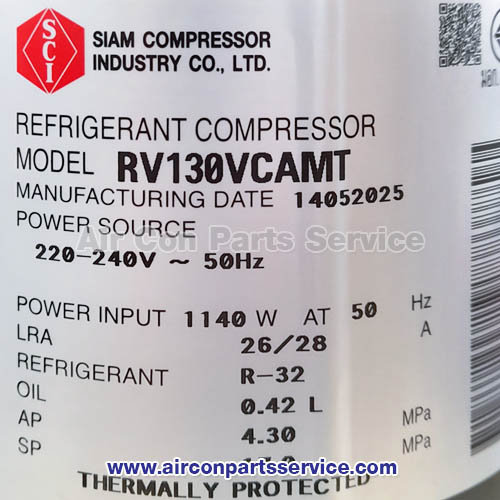 SCI
SIAM COMPRESSOR
INDUSTRY CO., LTD.
REFRIGERANT COMPRESSOR
MODEL RV130VCAMT
MANUFACTURING DATE 14052025
POWER SOURCE
Air Con Parts Service
220-240V ~ 50Hz
POWER INPUT 1140 W AT 50 Hz
LRA 26/28 A
REFRIGERANT R-32
OIL 0.42 L
AP 4.30 MPa
SP MPa
www.airconpartsservice.com
THERMALLY PROTECTED